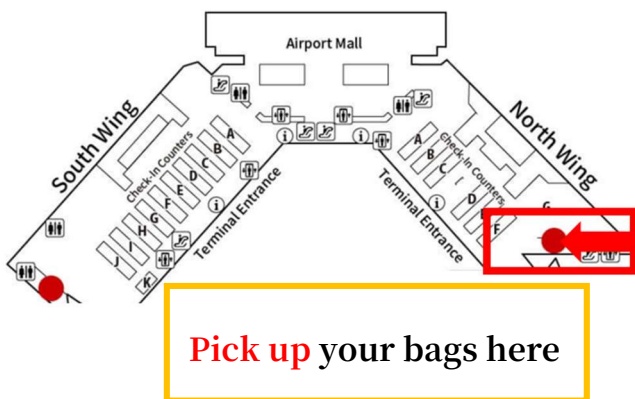 Airport Mall
South Wing
North Wing
Check-In Counters
A
B
C
D
E
F
G
H
I
J
K
Terminal Entrance
Check-In Counters
A
B
C
D
F
G
Terminal Entrance
i
i
i
i
Pick up your bags here